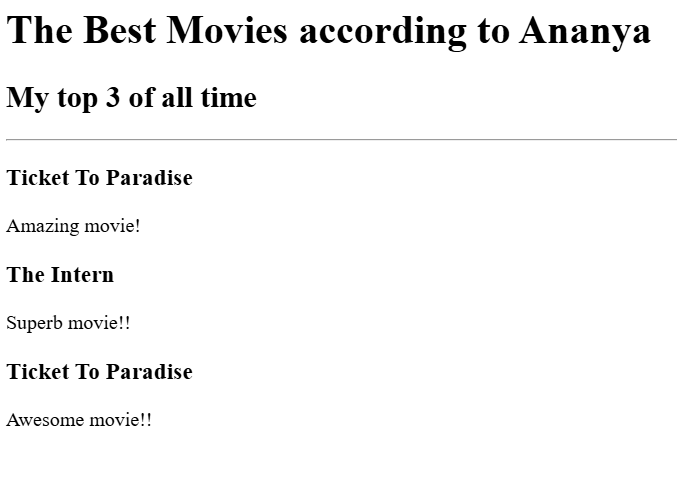 The Best Movies according to Ananya
My top 3 of all time
Ticket To Paradise
Amazing movie!
The Intern
Superb movie!!
Ticket To Paradise
Awesome movie!!